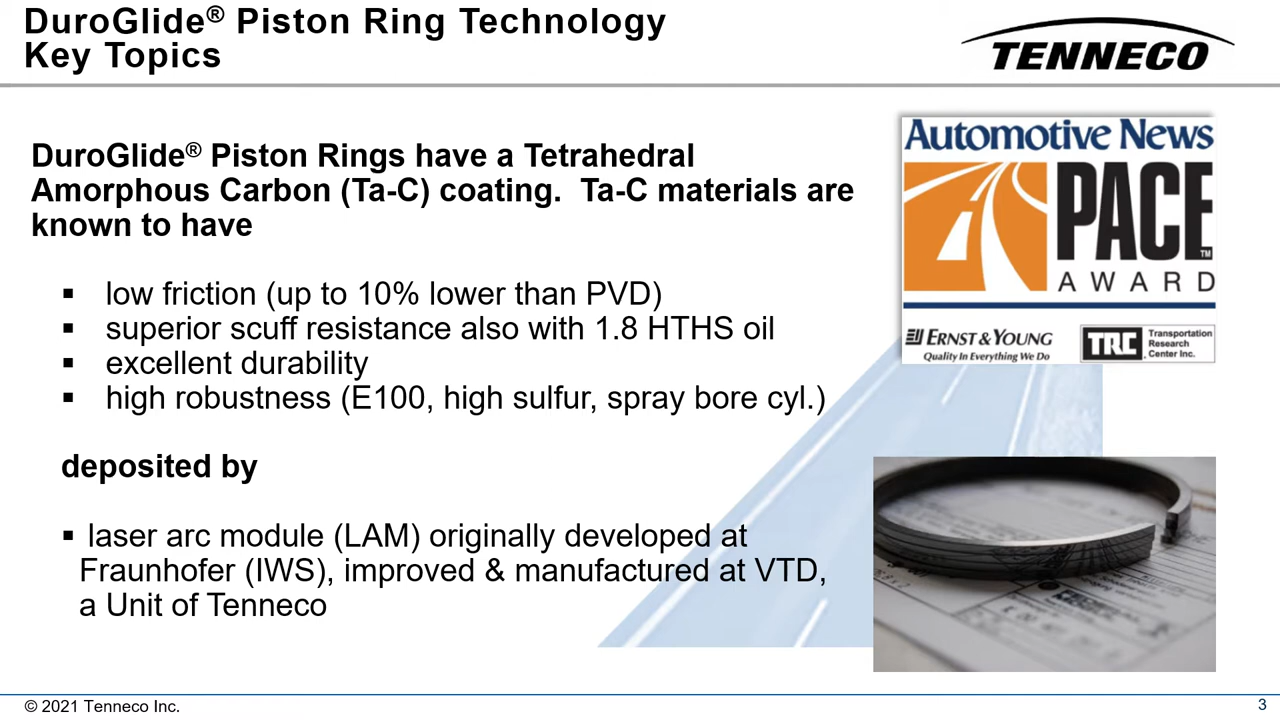 DuroGlide® Piston Ring Technology
Key Topics
TENNECO
DuroGlide® Piston Rings have a Tetrahedral
Amorphous Carbon (Ta-C) coating. Ta-C materials are
known to have
▪ low friction (up to 10% lower than PVD)
▪ superior scuff resistance also with 1.8 HTHS oil
▪ excellent durability
▪ high robustness (E100, high sulfur, spray bore cyl.)
deposited by
▪ laser arc module (LAM) originally developed at
Fraunhofer (IWS), improved & manufactured at VTD,
a Unit of Tenneco
Automotive News
PACE™
AWARD
ERNST & YOUNG
Quality In Everything We Do
TRC
Transportation
Research
Center Inc.
© 2021 Tenneco Inc.
3